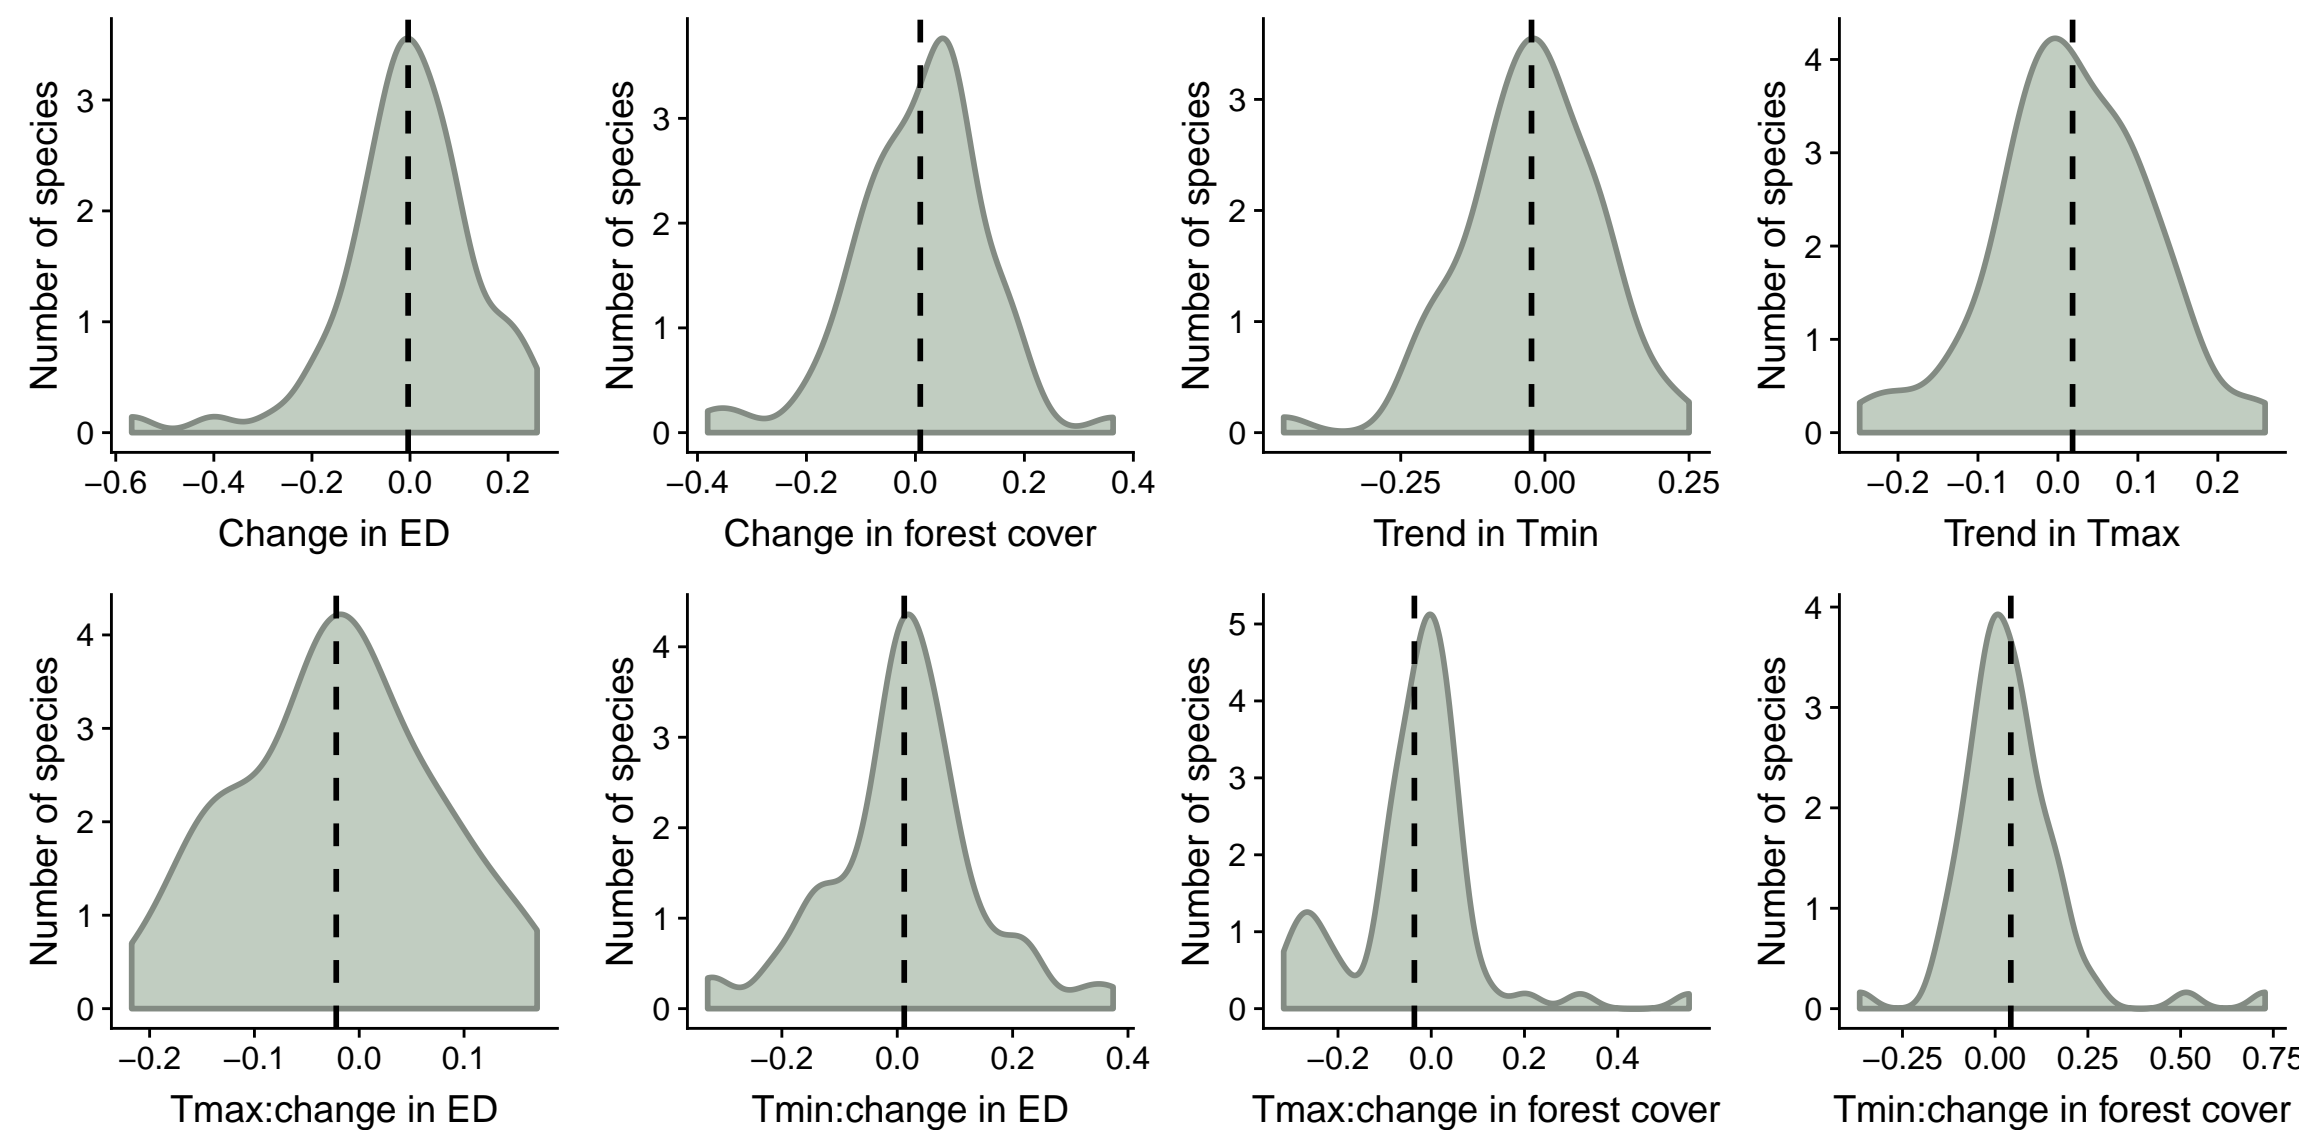 Number of species
3
2
1
0
−0.6 −0.4 −0.2 0.0 0.2
Change in ED
Number of species
3
2
1
0
−0.4 −0.2 0.0 0.2 0.4
Change in forest cover
Number of species
3
2
1
0
−0.25 0.00 0.25
Trend in Tmin
Number of species
4
3
2
1
0
−0.2 −0.1 0.0 0.1 0.2
Trend in Tmax
Number of species
4
3
2
1
0
−0.2 −0.1 0.0 0.1
Tmax:change in ED
Number of species
4
3
2
1
0
−0.2 0.0 0.2 0.4
Tmin:change in ED
Number of species
5
4
3
2
1
0
−0.2 0.0 0.2 0.4
Tmax:change in forest cover
Number of species
4
3
2
1
0
−0.25 0.00 0.25 0.50 0.75
Tmin:change in forest cover